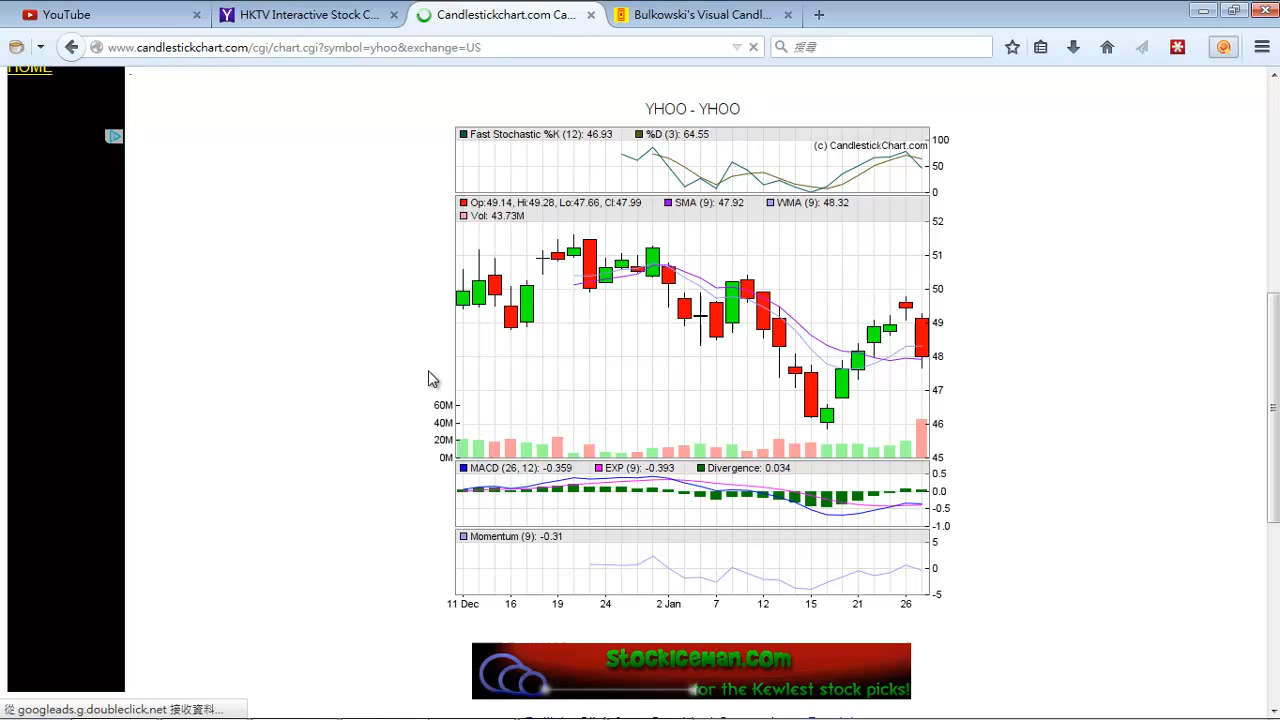 YouTube
HKTV Interactive Stock C...
Candlestickchart.com Ca...
Bulkowski's Visual Candl...
www.candlestickchart.com/cgi/chart.cgi?symbol=yhoo&exchange=US
搜尋
HOME
YHOO - YHOO
Fast Stochastic %K (12): 46.93 %D (3): 64.55
(c) CandlestickChart.com
100
50
0
Op:49.14, Hi:49.28, Lo:47.66, Cl:47.99 SMA (9): 47.92 WMA (9): 48.32
Vol: 43.73M
52
51
50
49
48
47
46
45
60M
40M
20M
0M
MACD (26, 12): -0.359 EXP (9): -0.393 Divergence: 0.034
0.5
0.0
-0.5
-1.0
Momentum (9): -0.31
5
0
-5
11 Dec 16 19 24 2 Jan 7 12 15 21 26
StockIceman.com
for the Kewlest stock picks!
從 googleads.g.doubleclick.net 接收資料...